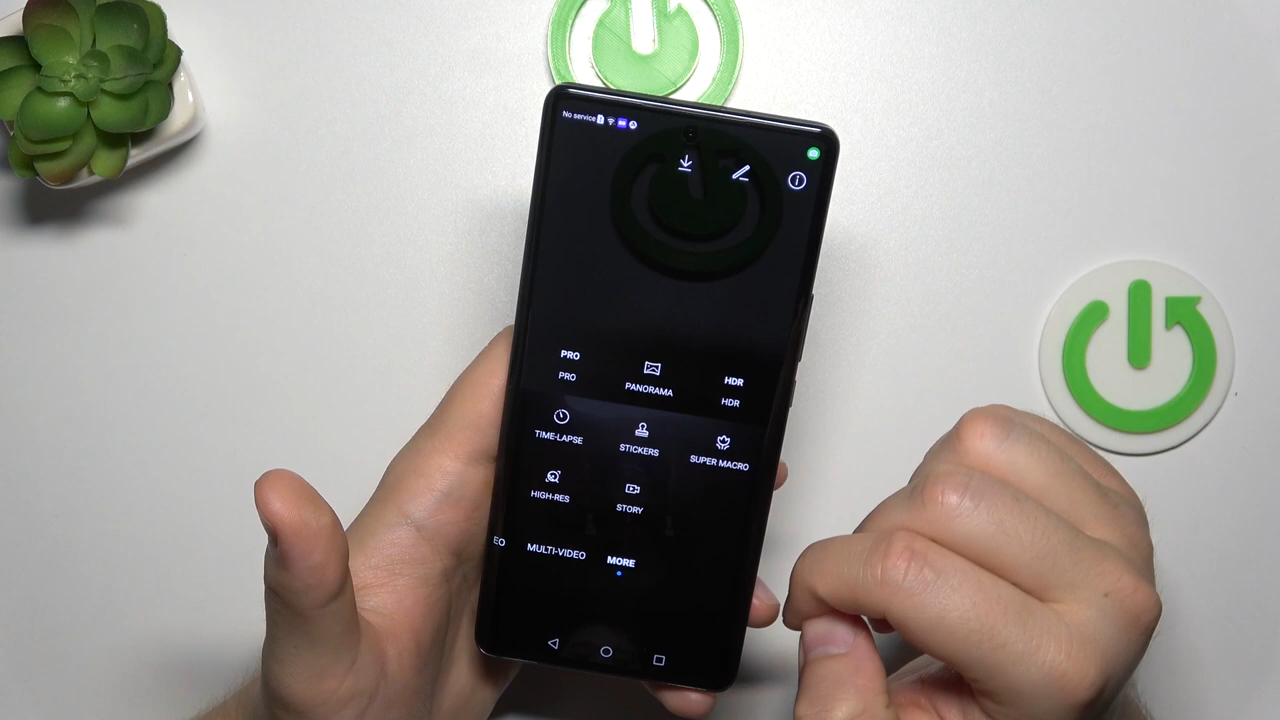 No service
PRO
PRO
PANORAMA
HDR
HDR
TIME-LAPSE
STICKERS
SUPER MACRO
HIGH-RES
STORY
EO
MULTI-VIDEO
MORE